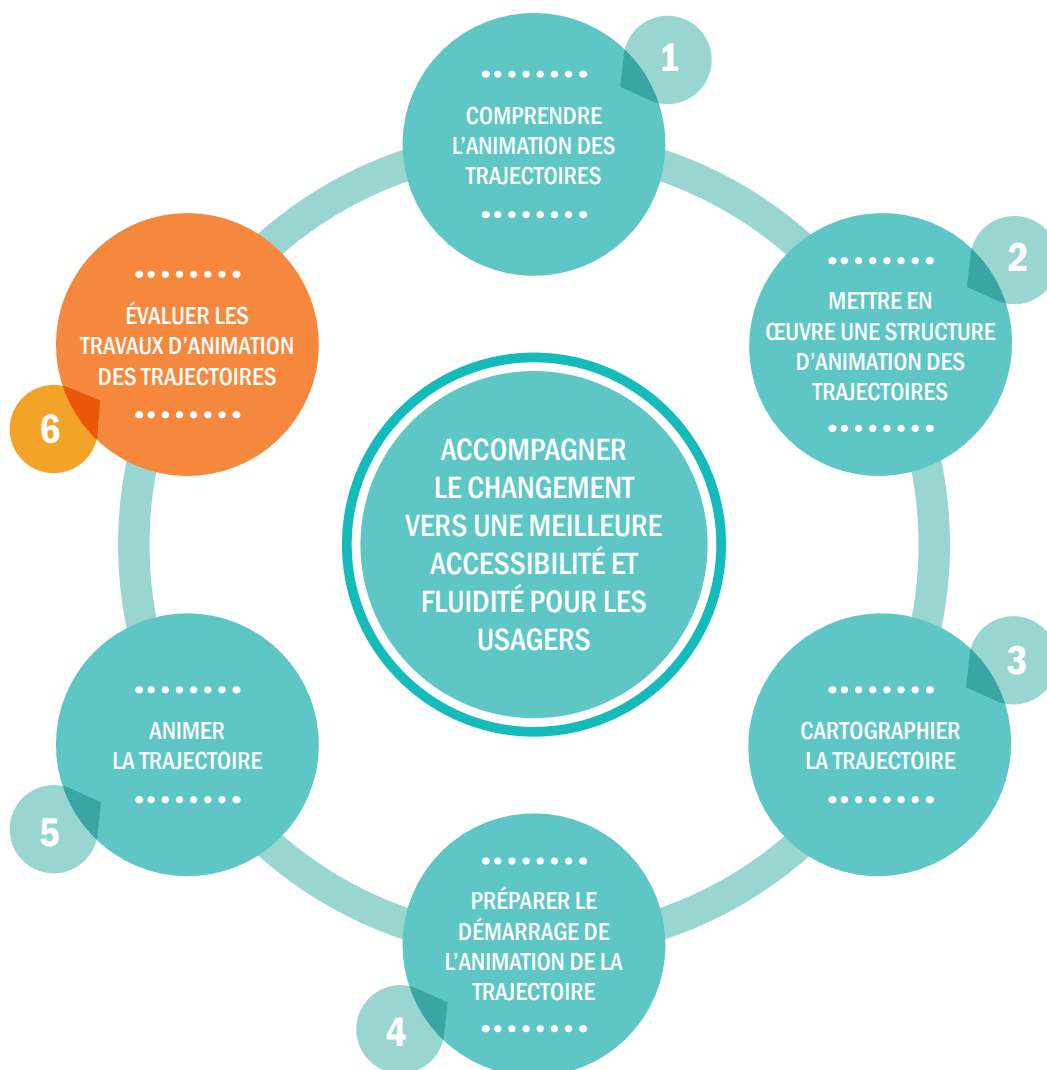 1
COMPRENDRE
L'ANIMATION DES
TRAJECTOIRES
2
METTRE EN
ŒUVRE UNE STRUCTURE
D'ANIMATION DES
TRAJECTOIRES
3
CARTOGRAPHIER
LA TRAJECTOIRE
4
PRÉPARER LE
DÉMARRAGE DE
L'ANIMATION DE LA
TRAJECTOIRE
5
ANIMER
LA TRAJECTOIRE
6
ÉVALUER LES
TRAVAUX D'ANIMATION
DES TRAJECTOIRES
ACCOMPAGNER
LE CHANGEMENT
VERS UNE MEILLEURE
ACCESSIBILITÉ ET
FLUIDITÉ POUR LES
USAGERS